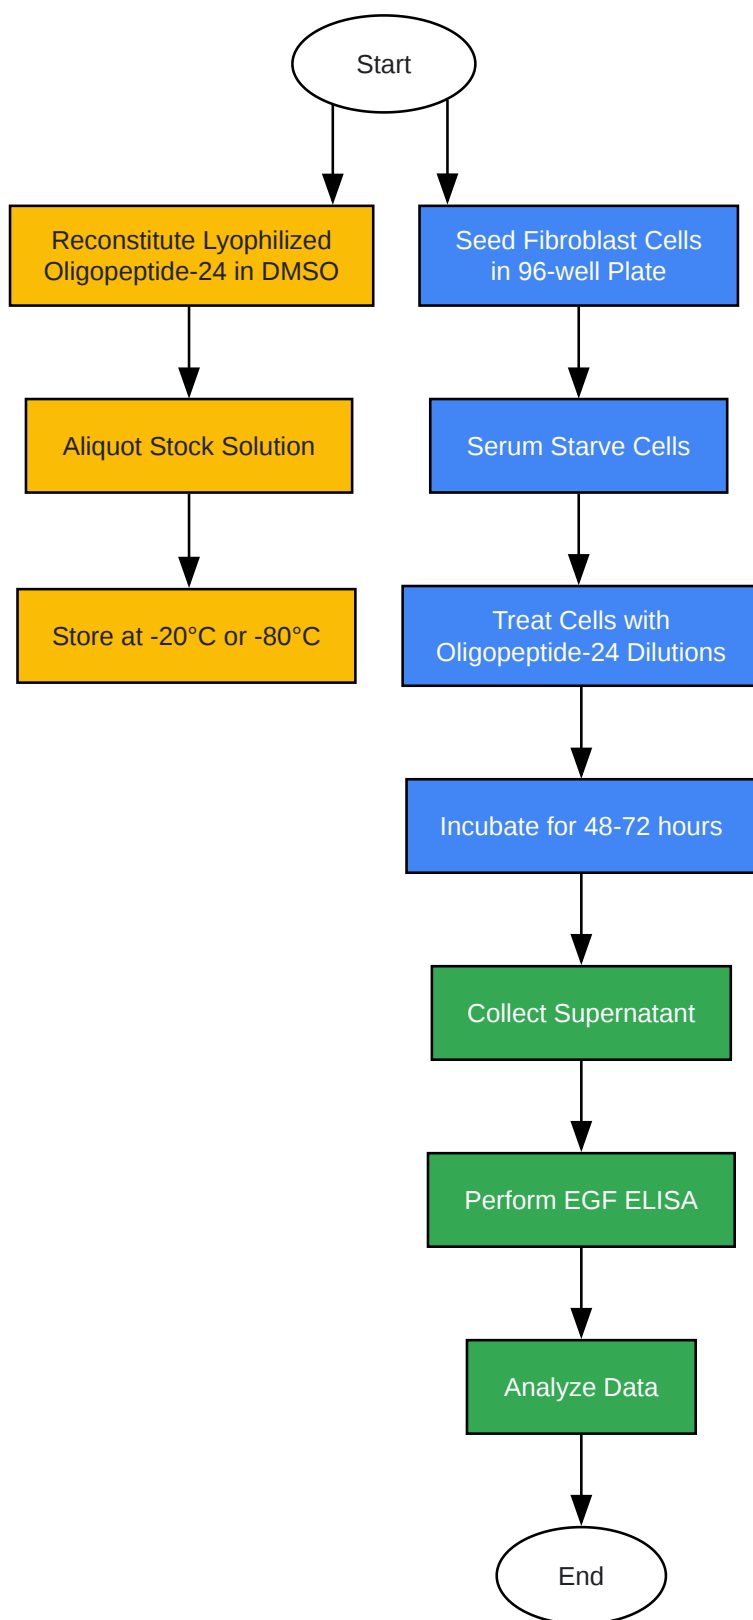 Start
Reconstitute Lyophilized
Oligopeptide-24 in DMSO
Aliquot Stock Solution
Store at -20°C or -80°C
Seed Fibroblast Cells
in 96-well Plate
Serum Starve Cells
Treat Cells with
Oligopeptide-24 Dilutions
Incubate for 48-72 hours
Collect Supernatant
Perform EGF ELISA
Analyze Data
End